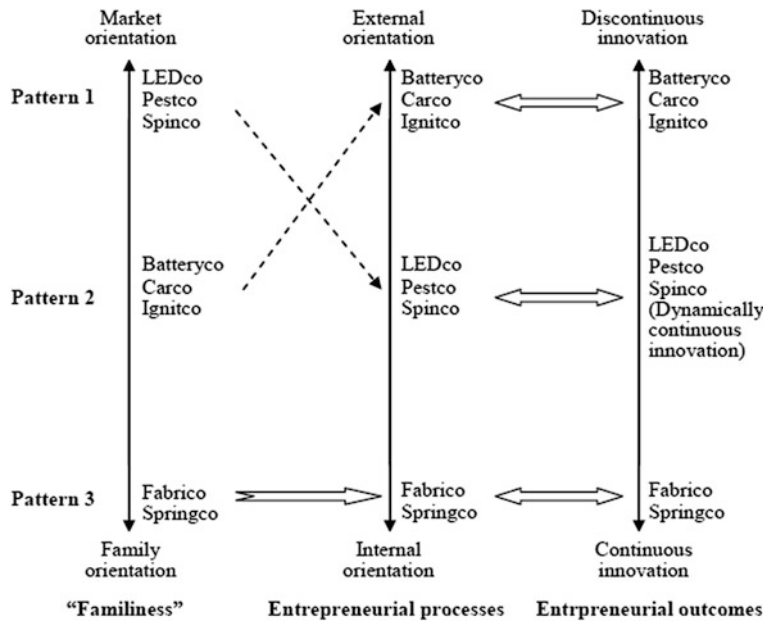 Market
orientation
External
orientation
Discontinuous
innovation
Pattern 1
LEDco
Pestco
Spinco
Batteryco
Carco
Ignitco
Batteryco
Carco
Ignitco
Pattern 2
Batteryco
Carco
Ignitco
LEDco
Pestco
Spinco
LEDco
Pestco
Spinco
(Dynamically
continuous
innovation)
Pattern 3
Fabrico
Springco
Fabrico
Springco
Fabrico
Springco
Family
orientation
Internal
orientation
Continuous
innovation
“Familiness”
Entrepreneurial processes
Entrpreneurial outcomes